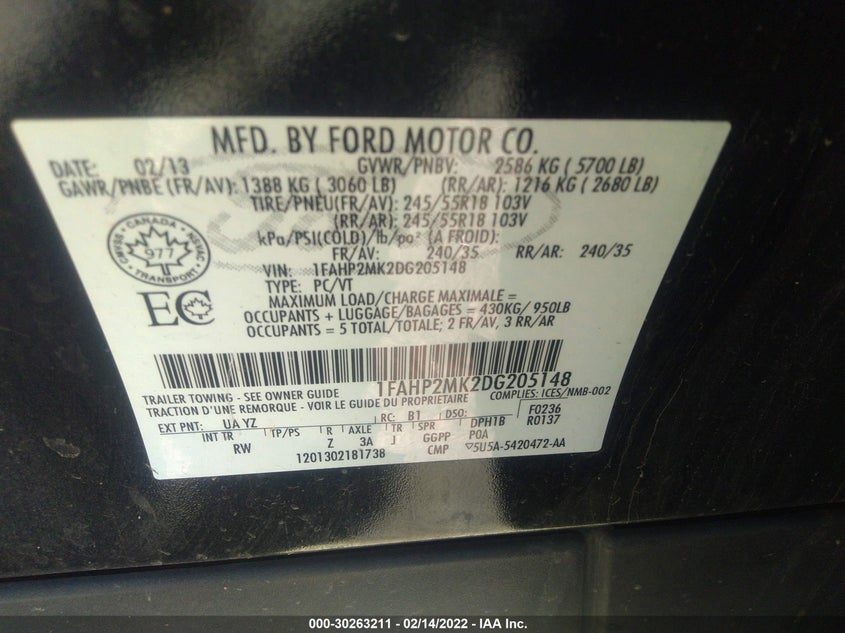 MFD. BY FORD MOTOR CO.
DATE: 02/13 GVWR/PNBV: 2586 KG ( 5700 LB)
GAWR/PNBE (FR/AV): 1388 KG ( 3060 LB) (RR/AR): 1216 KG ( 2680 LB)
TIRE/PNEU(FR/AV): 245/55R18 103V
(RR/AR): 245/55R18 103V
kPa/PSI(COLD)/lb/po² (A FROID):
FR/AV: 240/35 RR/AR: 240/35
CANADA
CMVSS NSVAC
977
TRANSPORT
VIN: 1FAHP2MK2DG205148
TYPE: PC/VT
EC
MAXIMUM LOAD/CHARGE MAXIMALE =
OCCUPANTS + LUGGAGE/BAGAGES = 430KG/ 950LB
OCCUPANTS = 5 TOTAL/TOTALE; 2 FR/AV, 3 RR/AR
1FAHP2MK2DG205148
TRAILER TOWING - SEE OWNER GUIDE COMPLIES: ICES/NMB-002
TRACTION D'UNE REMORQUE - VOIR LE GUIDE DU PROPRIETAIRE
EXT PNT: UA YZ RC: B1 DSO: F0236
INT TR TP/PS R AXLE TR SPR DPH1B R0137
RW Z 3A J GGPP P0A
1201302181738 CMP 5U5A-5420472-AA
000-30263211 - 02/14/2022 - IAA Inc.